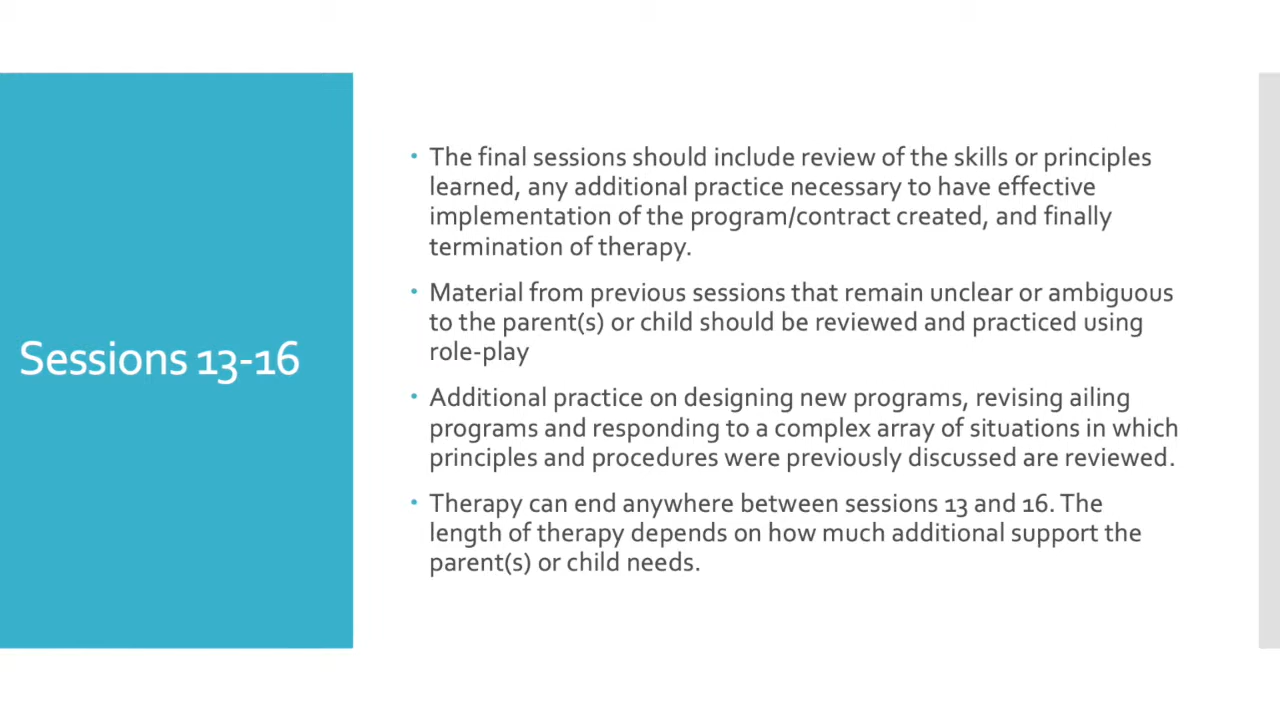 Sessions 13-16
• The final sessions should include review of the skills or principles
learned, any additional practice necessary to have effective
implementation of the program/contract created, and finally
termination of therapy.
• Material from previous sessions that remain unclear or ambiguous
to the parent(s) or child should be reviewed and practiced using
role-play
• Additional practice on designing new programs, revising ailing
programs and responding to a complex array of situations in which
principles and procedures were previously discussed are reviewed.
• Therapy can end anywhere between sessions 13 and 16. The
length of therapy depends on how much additional support the
parent(s) or child needs.